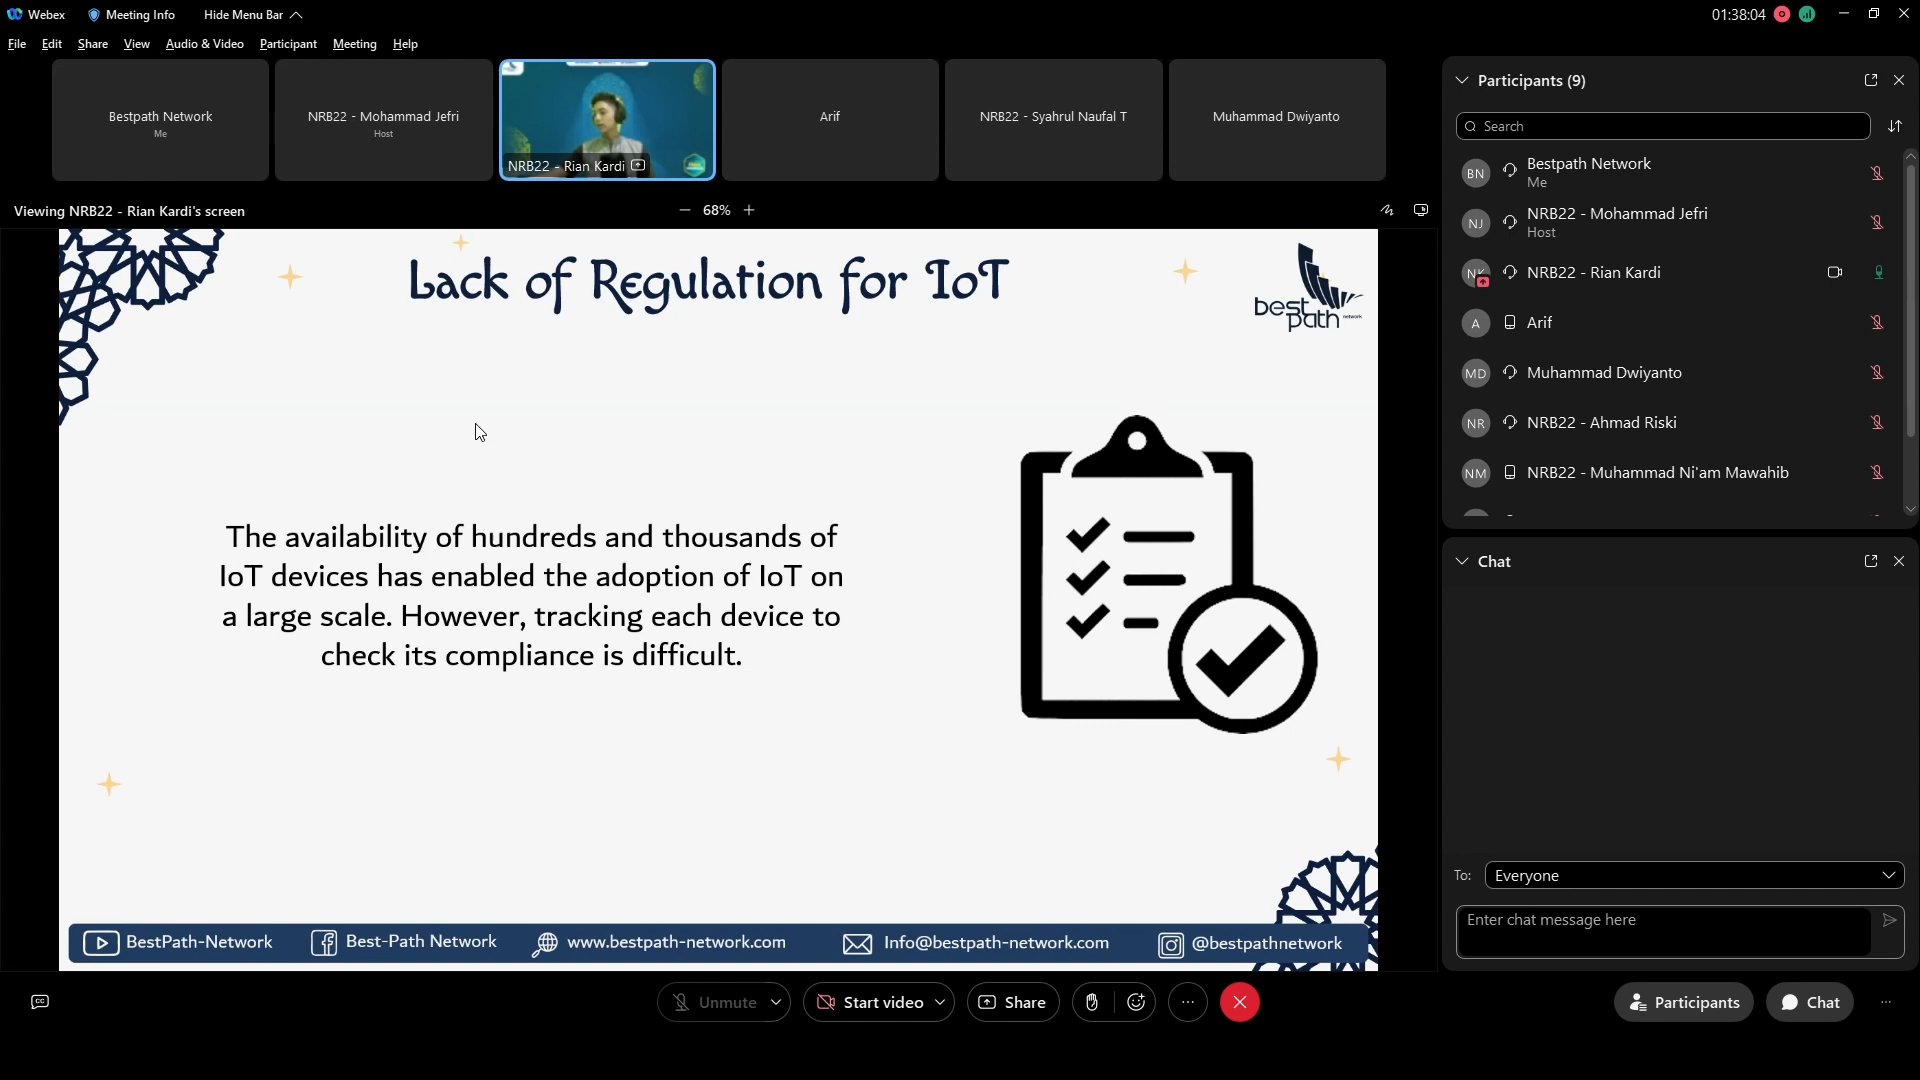 Webex
Meeting Info
Hide Menu Bar
01:38:04
File Edit Share View Audio & Video Participant Meeting Help
Bestpath Network
Me
NRB22 - Mohammad Jefri
Host
NRB22 - Rian Kardi
Arif
NRB22 - Syahrul Naufal T
Muhammad Dwiyanto
Viewing NRB22 - Rian Kardi's screen
68%
Lack of Regulation for IoT
best path network
The availability of hundreds and thousands of
IoT devices has enabled the adoption of IoT on
a large scale. However, tracking each device to
check its compliance is difficult.
BestPath-Network
Best-Path Network
www.bestpath-network.com
Info@bestpath-network.com
@bestpathnetwork
Participants (9)
Search
BN Bestpath Network
Me
NJ NRB22 - Mohammad Jefri
Host
NK NRB22 - Rian Kardi
A Arif
MD Muhammad Dwiyanto
NR NRB22 - Ahmad Riski
NM NRB22 - Muhammad Ni'am Mawahib
Chat
To: Everyone
Enter chat message here
CC
Unmute
Start video
Share
Participants
Chat